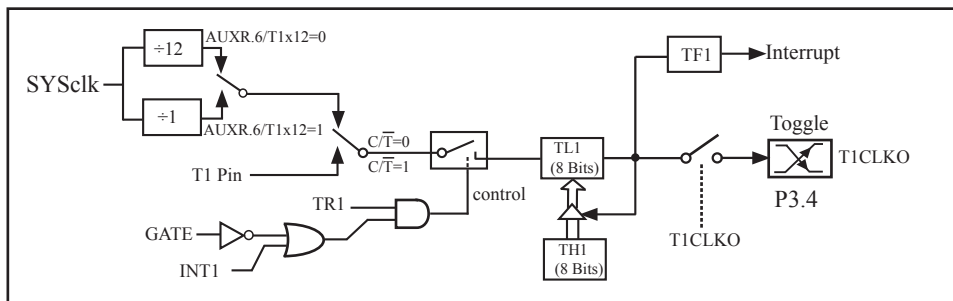 AUXR.6/T1x12=0
÷12
SYSclk
÷1
AUXR.6/T1x12=1
C/T̅=0
C/T̅=1
T1 Pin
TR1
control
GATE
INT1
TL1
(8 Bits)
TH1
(8 Bits)
TF1
Interrupt
Toggle
T1CLKO
P3.4
T1CLKO